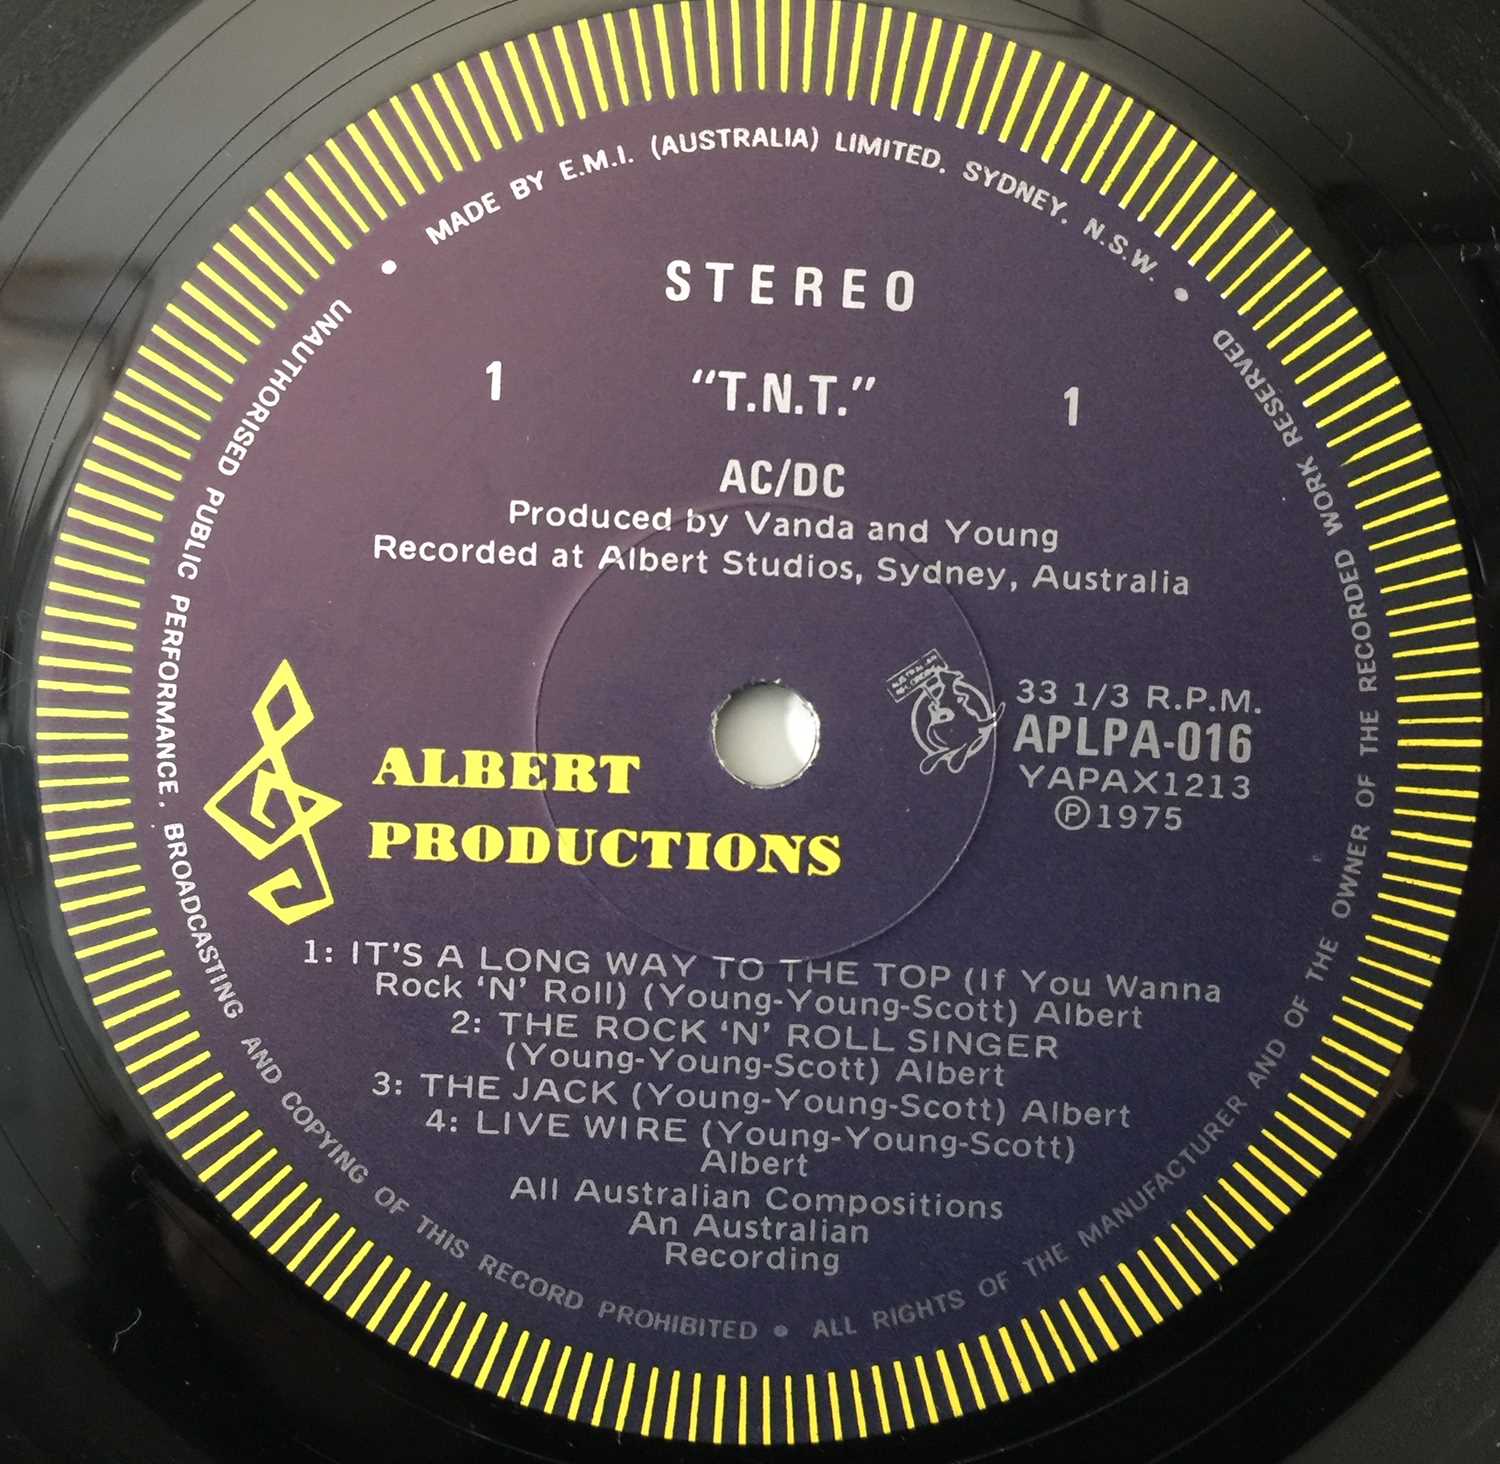 MADE BY E.M.I. (AUSTRALIA) LIMITED. SYDNEY. N.S.W.
STEREO
1 "T.N.T." 1
AC/DC
Produced by Vanda and Young
Recorded at Albert Studios, Sydney, Australia
33 1/3 R.P.M.
APLPA-016
YAPAX1213
Ⓟ1975
ALBERT
PRODUCTIONS
1: IT'S A LONG WAY TO THE TOP (If You Wanna
Rock 'N' Roll) (Young-Young-Scott) Albert
2: THE ROCK 'N' ROLL SINGER
(Young-Young-Scott) Albert
3: THE JACK (Young-Young-Scott) Albert
4: LIVE WIRE (Young-Young-Scott)
Albert
All Australian Compositions
An Australian
Recording
UNAUTHORISED PUBLIC PERFORMANCE, BROADCASTING AND COPYING OF THIS RECORD PROHIBITED • ALL RIGHTS OF THE MANUFACTURER AND OF THE OWNER OF THE RECORDED WORK RESERVED